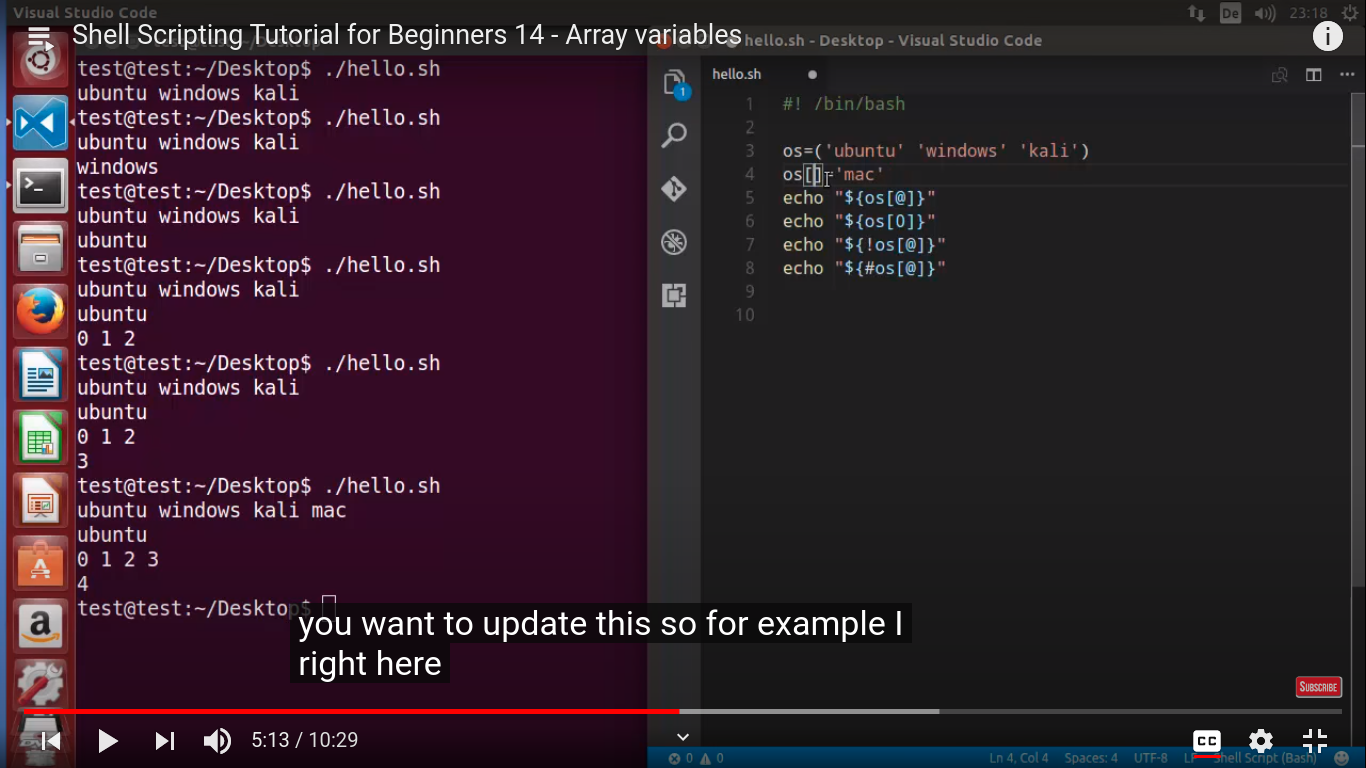 Visual Studio Code
De
23:18
Shell Scripting Tutorial for Beginners 14 - Array variables
hello.sh - Desktop - Visual Studio Code
test@test:~/Desktop$ ./hello.sh
ubuntu windows kali
test@test:~/Desktop$ ./hello.sh
ubuntu windows kali
windows
test@test:~/Desktop$ ./hello.sh
ubuntu windows kali
ubuntu
test@test:~/Desktop$ ./hello.sh
ubuntu windows kali
ubuntu
0 1 2
test@test:~/Desktop$ ./hello.sh
ubuntu windows kali
ubuntu
0 1 2
3
test@test:~/Desktop$ ./hello.sh
ubuntu windows kali mac
ubuntu
0 1 2 3
4
test@test:~/Desktop$
hello.sh
1
1 #! /bin/bash
2
3 os=('ubuntu' 'windows' 'kali')
4 os[]='mac'
5 echo "${os[@]}"
6 echo "${os[0]}"
7 echo "${!os[@]}"
8 echo "${#os[@]}"
9
10
you want to update this so for example I
right here
SUBSCRIBE
5:13 / 10:29
CC
0 0
Ln 4, Col 4
Spaces: 4
UTF-8
LF
Shell Script (Bash)